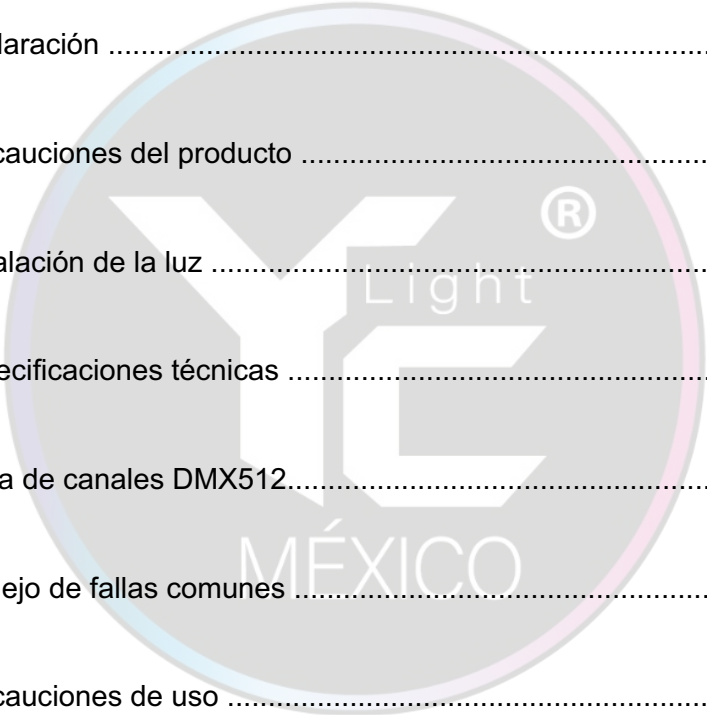 laración ..........................................................................
cauciones del producto ..................................................
alación de la luz .............................................................
ecificaciones técnicas ....................................................
a de canales DMX512....................................................
ejo de fallas comunes ...................................................
cauciones de uso ...........................................................
YC Light ®
MÉXICO